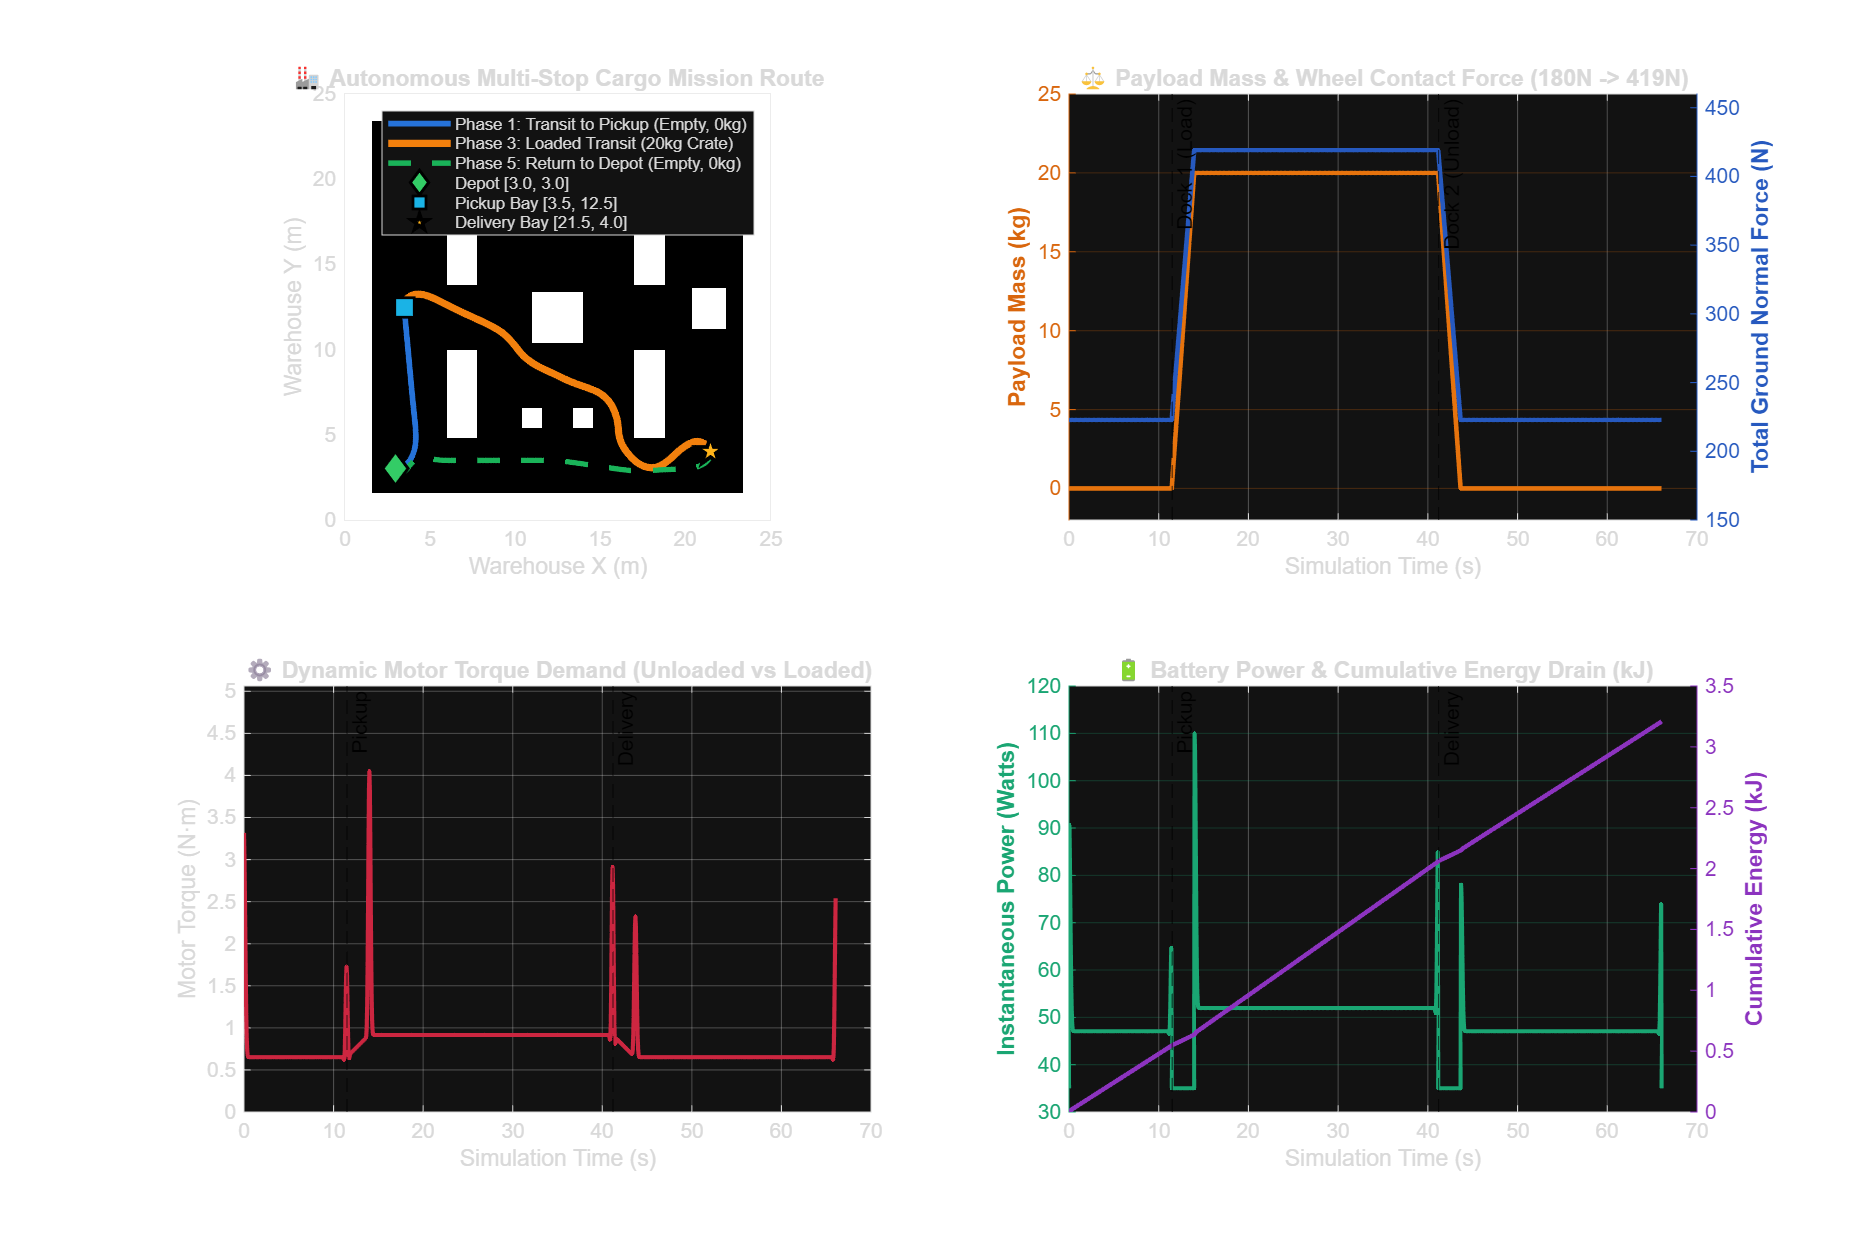 Autonomous Multi-Stop Cargo Mission Route
25
20
15
10
5
0
Warehouse Y (m)
Phase 1: Transit to Pickup (Empty, 0kg)
Phase 3: Loaded Transit (20kg Crate)
Phase 5: Return to Depot (Empty, 0kg)
Depot [3.0, 3.0]
Pickup Bay [3.5, 12.5]
Delivery Bay [21.5, 4.0]
0 5 10 15 20 25
Warehouse X (m)
Payload Mass & Wheel Contact Force (180N -> 419N)
25
20
15
10
5
0
Payload Mass (kg)
Dock 1 (Load)
Dock 2 (Unload)
450
400
350
300
250
200
150
Total Ground Normal Force (N)
0 10 20 30 40 50 60 70
Simulation Time (s)
Dynamic Motor Torque Demand (Unloaded vs Loaded)
5
4.5
4
3.5
3
2.5
2
1.5
1
0.5
0
Motor Torque (N·m)
Pickup
Delivery
0 10 20 30 40 50 60 70
Simulation Time (s)
Battery Power & Cumulative Energy Drain (kJ)
120
110
100
90
80
70
60
50
40
30
Instantaneous Power (Watts)
Pickup
Delivery
3.5
3
2.5
2
1.5
1
0.5
0
Cumulative Energy (kJ)
0 10 20 30 40 50 60 70
Simulation Time (s)